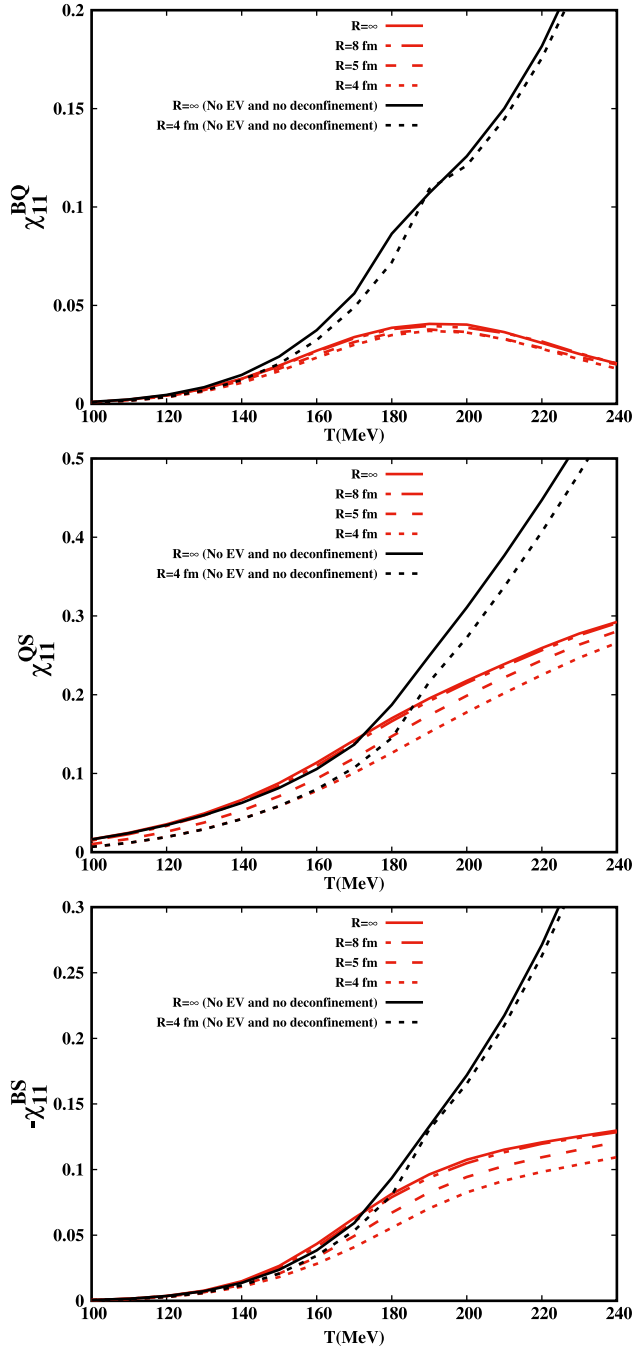 0.2
R=∞
R=8 fm
R=5 fm
R=4 fm
R=∞ (No EV and no deconfinement)
R=4 fm (No EV and no deconfinement)
0.15
0.1
0.05
0
χ11BQ
100 120 140 160 180 200 220 240
T(MeV)
0.5
R=∞
R=8 fm
R=5 fm
R=4 fm
R=∞ (No EV and no deconfinement)
R=4 fm (No EV and no deconfinement)
0.4
0.3
0.2
0.1
0
χ11QS
100 120 140 160 180 200 220 240
T(MeV)
0.3
R=∞
R=8 fm
R=5 fm
R=4 fm
R=∞ (No EV and no deconfinement)
R=4 fm (No EV and no deconfinement)
0.25
0.2
0.15
0.1
0.05
0
-χ11BS
100 120 140 160 180 200 220 240
T(MeV)